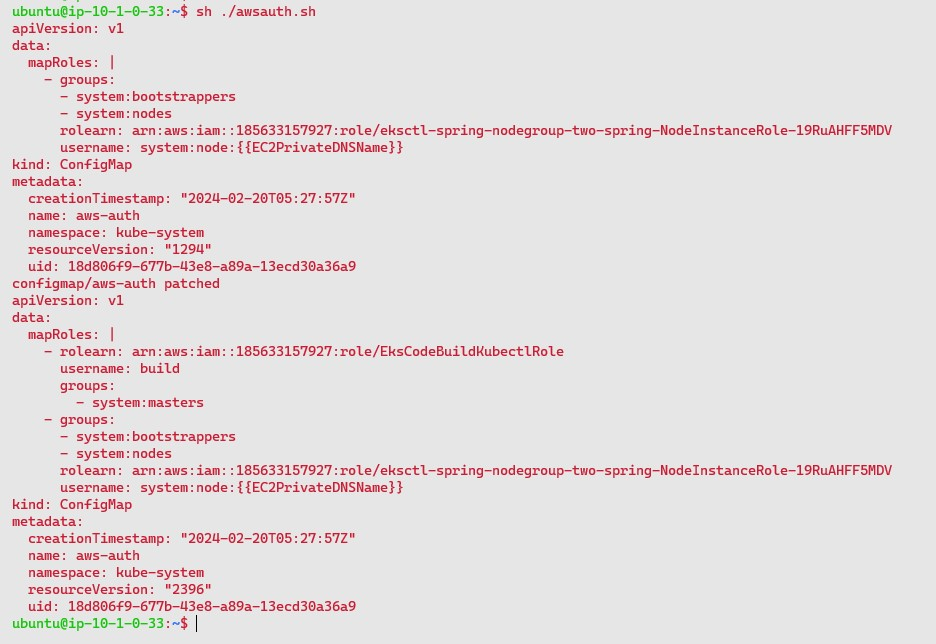 ubuntu@ip-10-1-0-33:~$ sh ./awsauth.sh
apiVersion: v1
data:
  mapRoles: |
    - groups:
      - system:bootstrappers
      - system:nodes
      rolearn: arn:aws:iam::185633157927:role/eksctl-spring-nodegroup-two-spring-NodeInstanceRole-19RuAHFF5MDV
      username: system:node:{{EC2PrivateDNSName}}
kind: ConfigMap
metadata:
  creationTimestamp: "2024-02-20T05:27:57Z"
  name: aws-auth
  namespace: kube-system
  resourceVersion: "1294"
  uid: 18d806f9-677b-43e8-a89a-13ecd30a36a9
configmap/aws-auth patched
apiVersion: v1
data:
  mapRoles: |
    - rolearn: arn:aws:iam::185633157927:role/EksCodeBuildKubectlRole
      username: build
      groups:
        - system:masters
    - groups:
      - system:bootstrappers
      - system:nodes
      rolearn: arn:aws:iam::185633157927:role/eksctl-spring-nodegroup-two-spring-NodeInstanceRole-19RuAHFF5MDV
      username: system:node:{{EC2PrivateDNSName}}
kind: ConfigMap
metadata:
  creationTimestamp: "2024-02-20T05:27:57Z"
  name: aws-auth
  namespace: kube-system
  resourceVersion: "2396"
  uid: 18d806f9-677b-43e8-a89a-13ecd30a36a9
ubuntu@ip-10-1-0-33:~$